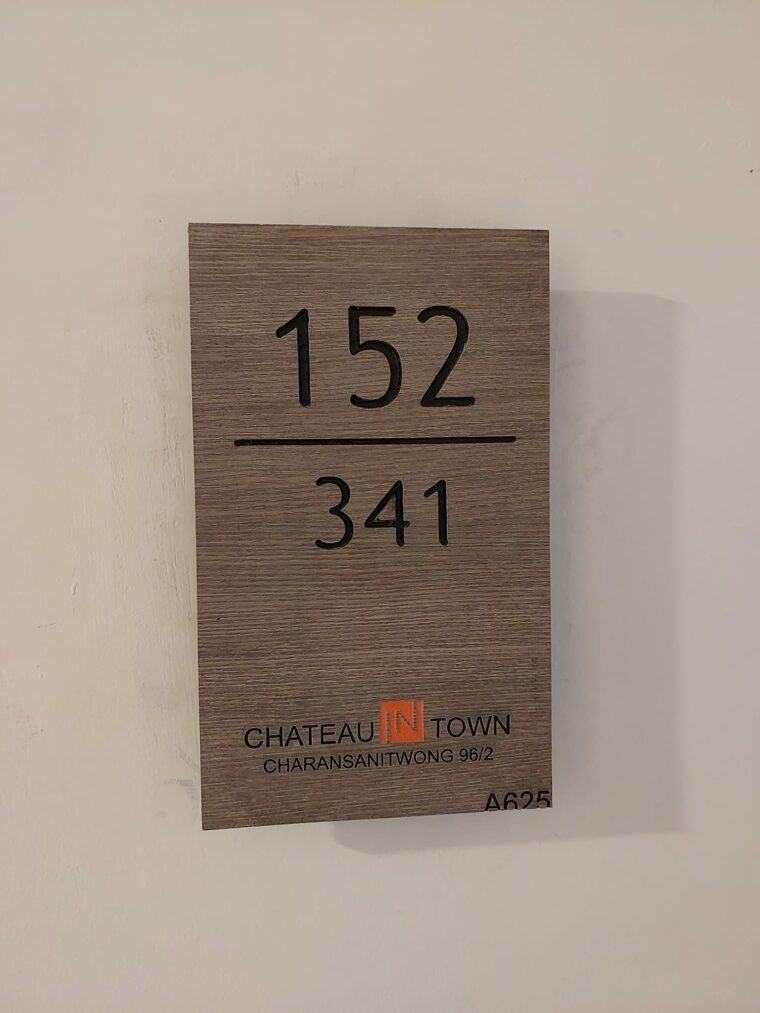 152
341
CHATEAU IN TOWN
CHARANSANITWONG 96/2
A625